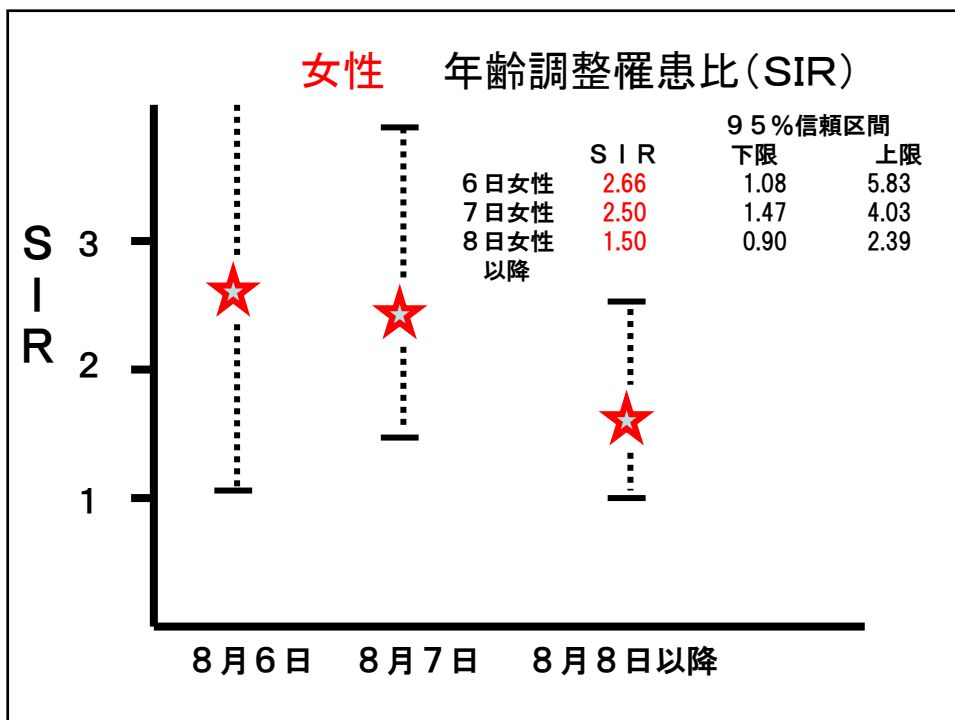 女性 年齢調整罹患比(SIR)
95%信頼区間
SIR 下限 上限
6日女性 2.66 1.08 5.83
7日女性 2.50 1.47 4.03
8日女性 1.50 0.90 2.39
以降
SIR
3
2
1
8月6日 8月7日 8月8日以降